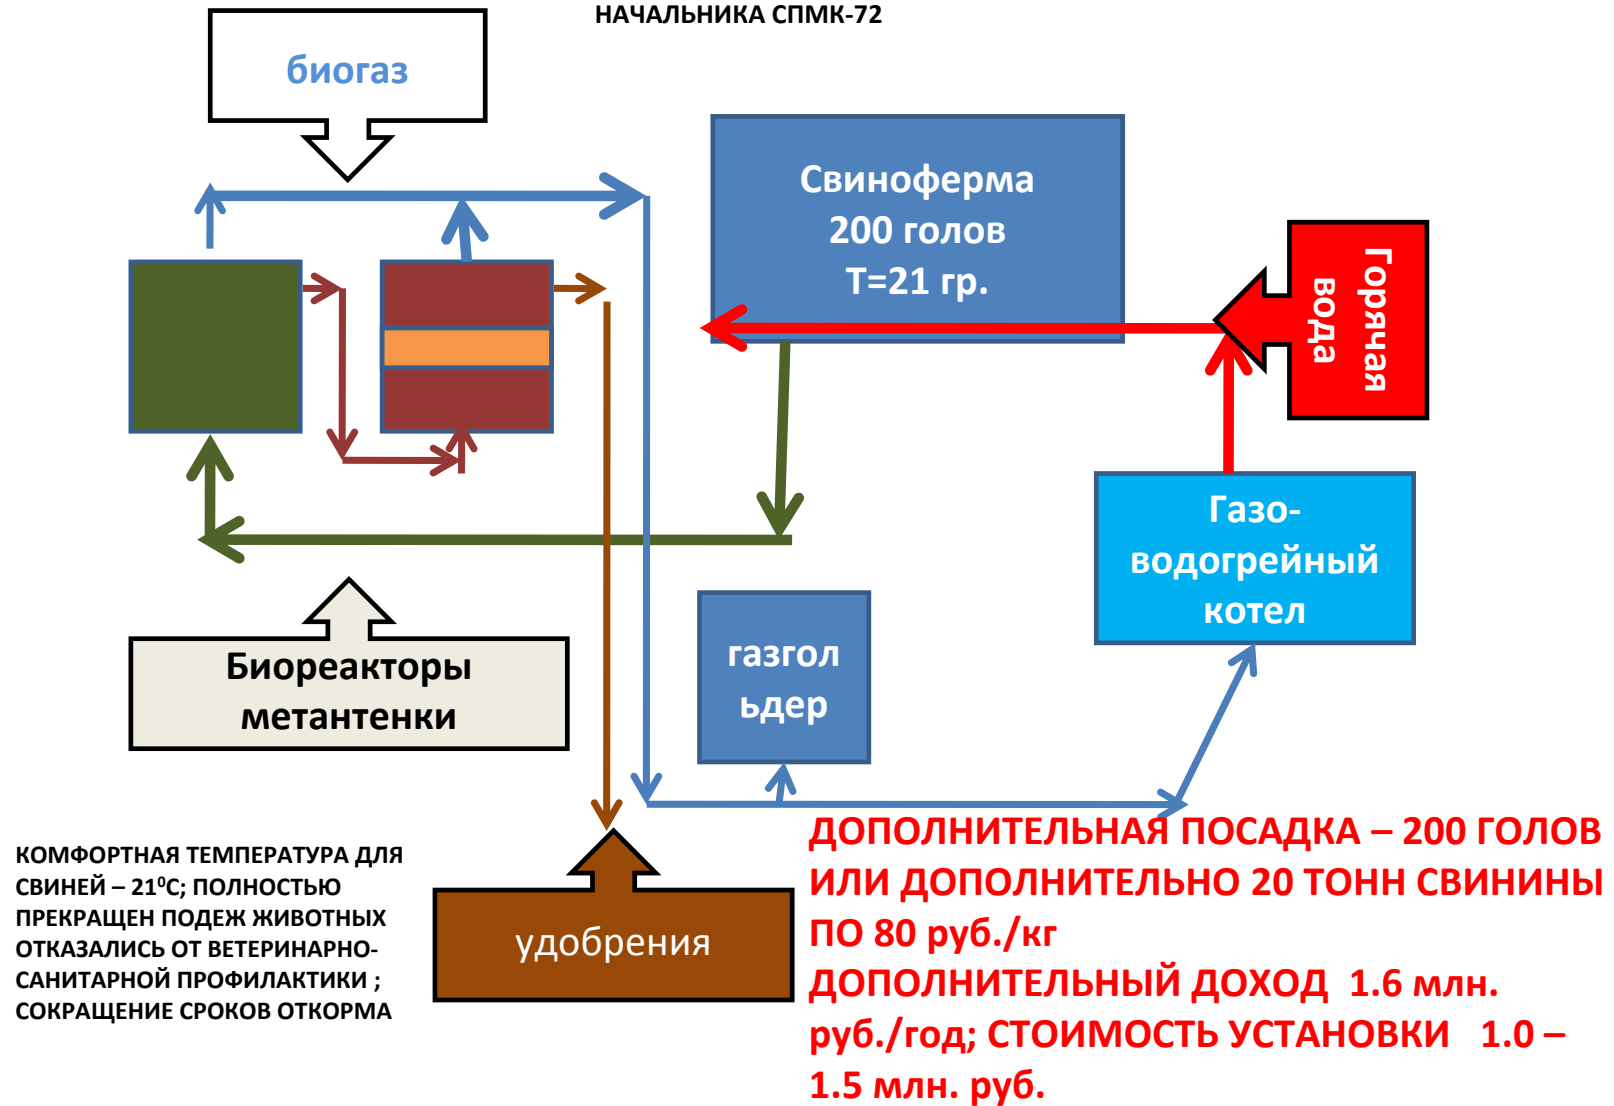 НАЧАЛЬНИКА СПМК-72
биогаз
Свиноферма
200 голов
Т=21 гр.
Горячая
вода
Газо-
водогрейный
котел
газгол
ьдер
Биореакторы
метантенки
КОМФОРТНАЯ ТЕМПЕРАТУРА ДЛЯ
СВИНЕЙ – 21⁰С; ПОЛНОСТЬЮ
ПРЕКРАЩЕН ПОДЕЖ ЖИВОТНЫХ
ОТКАЗАЛИСЬ ОТ ВЕТЕРИНАРНО-
САНИТАРНОЙ ПРОФИЛАКТИКИ ;
СОКРАЩЕНИЕ СРОКОВ ОТКОРМА
удобрения
ДОПОЛНИТЕЛЬНАЯ ПОСАДКА – 200 ГОЛОВ
ИЛИ ДОПОЛНИТЕЛЬНО 20 ТОНН СВИНИНЫ
ПО 80 руб./кг
ДОПОЛНИТЕЛЬНЫЙ ДОХОД 1.6 млн.
руб./год; СТОИМОСТЬ УСТАНОВКИ 1.0 –
1.5 млн. руб.